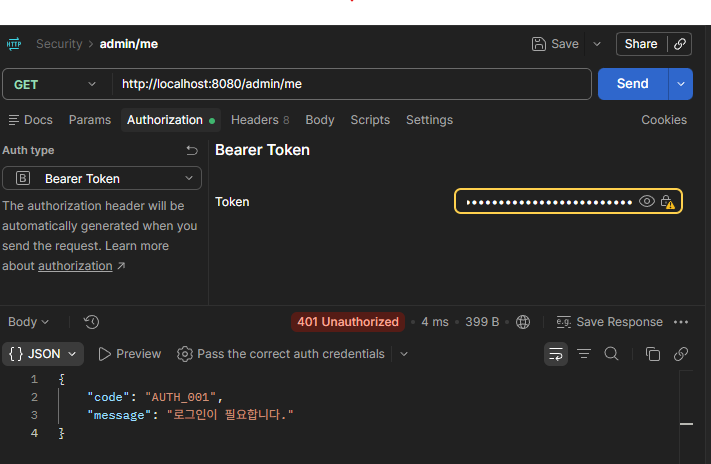 HTTP Security > admin/me Save Share
GET http://localhost:8080/admin/me Send
Docs Params Authorization Headers 8 Body Scripts Settings Cookies
Auth type
B Bearer Token
The authorization header will be
automatically generated when you
send the request. Learn more
about authorization ↗
Bearer Token
Token
Body 401 Unauthorized • 4 ms • 399 B e.g. Save Response
{} JSON Preview Pass the correct auth credentials
1 {
2 "code": "AUTH_001",
3 "message": "로그인이 필요합니다."
4 }